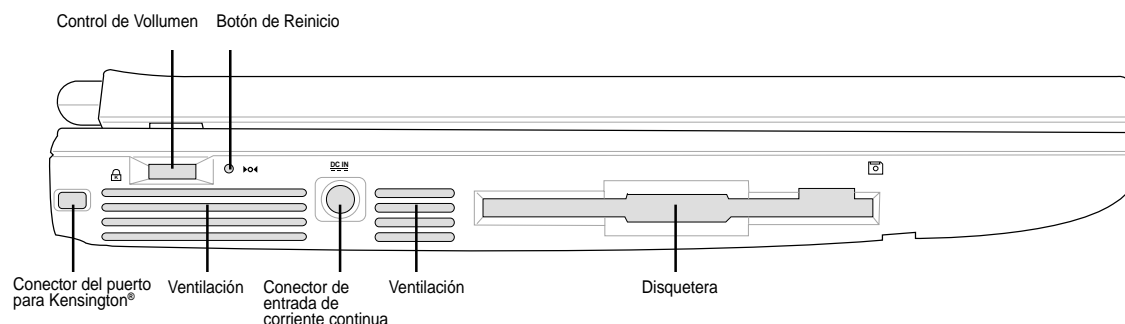 Control de Vollumen
Botón de Reinicio
DC IN
Conector del puerto
para Kensington®
Ventilación
Conector de
entrada de
corriente continua
Ventilación
Disquetera